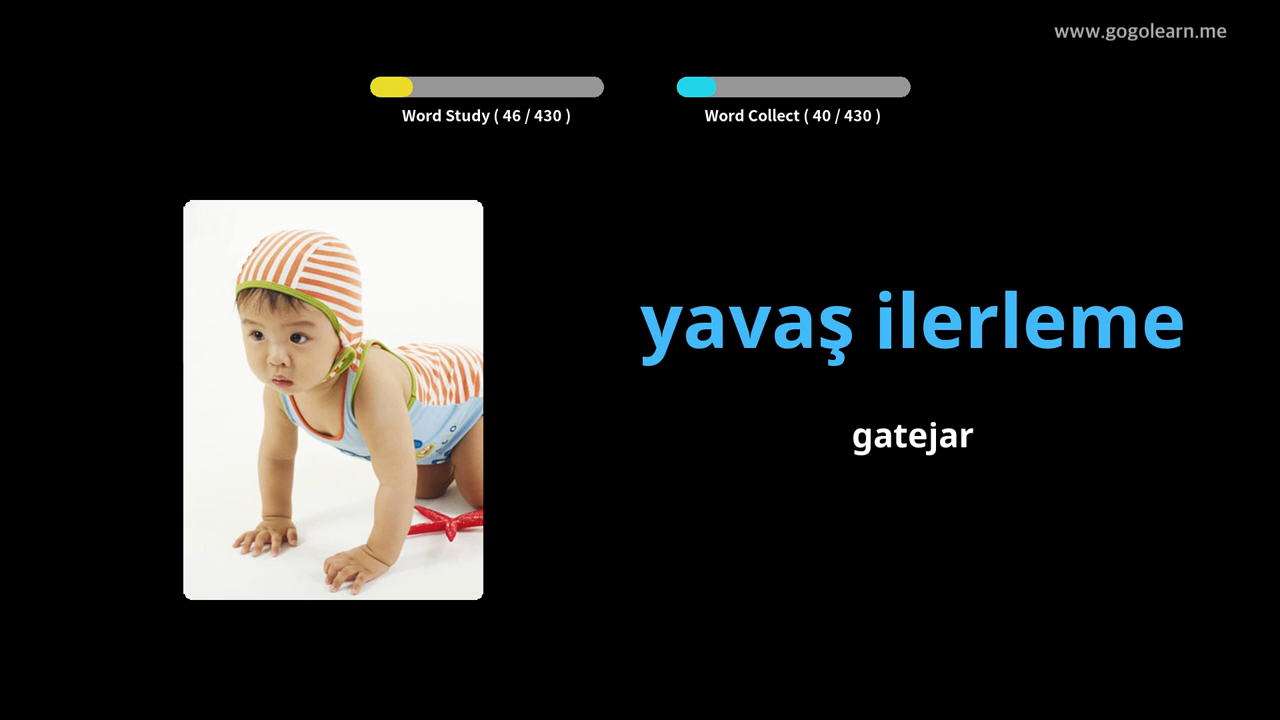 www.gogolearn.me
Word Study ( 46 / 430 )
Word Collect ( 40 / 430 )
yavaş ilerleme
gatejar